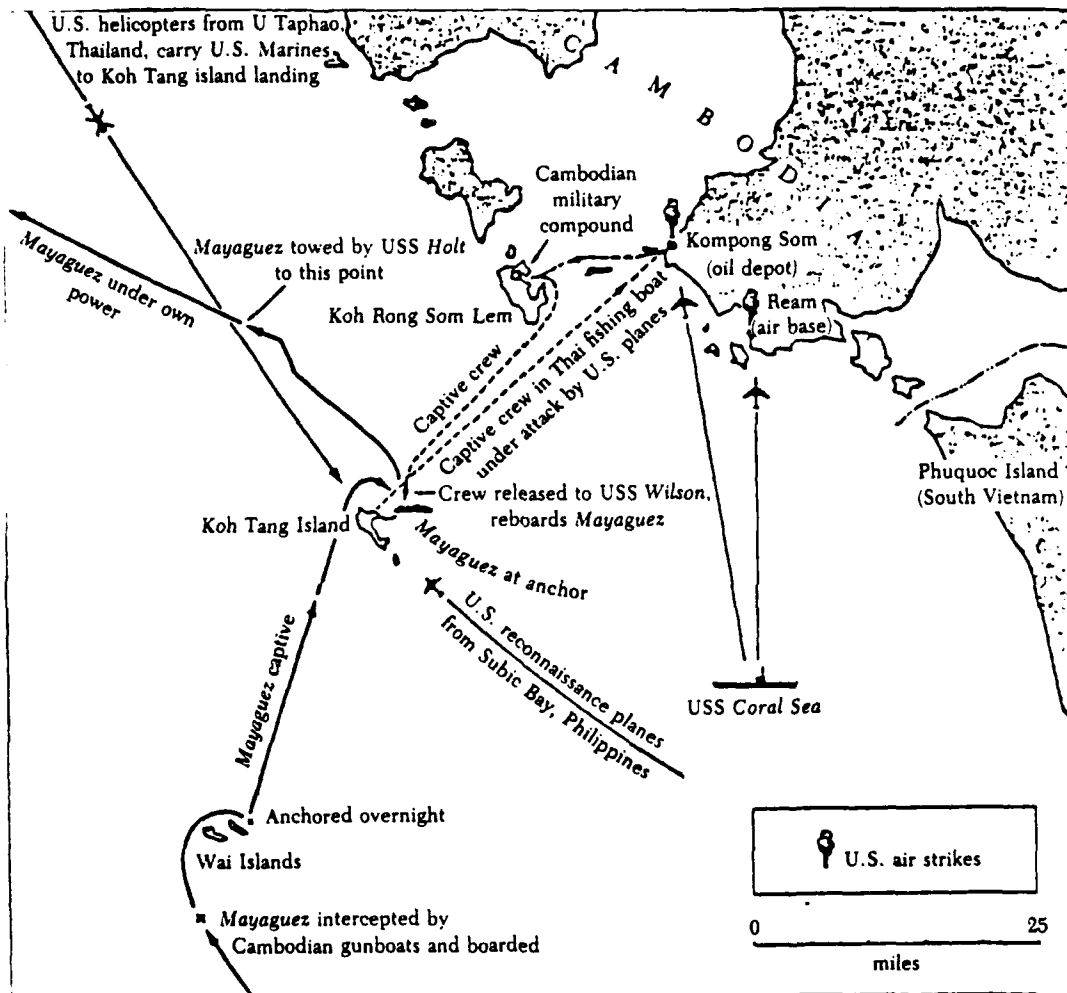 U.S. helicopters from U Taphao,
Thailand, carry U.S. Marines
to Koh Tang island landing
CAMBODIA
Cambodian
military
compound
Mayaguez towed by USS Holt
to this point
Mayaguez under own
power
Kompong Som
(oil depot)
Koh Rong Som Lem
Ream
(air base)
Captive crew
Captive crew in Thai fishing boat
under attack by U.S. planes
Phuquoc Island
(South Vietnam)
Crew released to USS Wilson,
reboards Mayaguez
Koh Tang Island
Mayaguez at anchor
U.S. reconnaissance planes
from Subic Bay, Philippines
Mayaguez captive
USS Coral Sea
Anchored overnight
Wai Islands
U.S. air strikes
Mayaguez intercepted by
Cambodian gunboats and boarded
0 25
miles